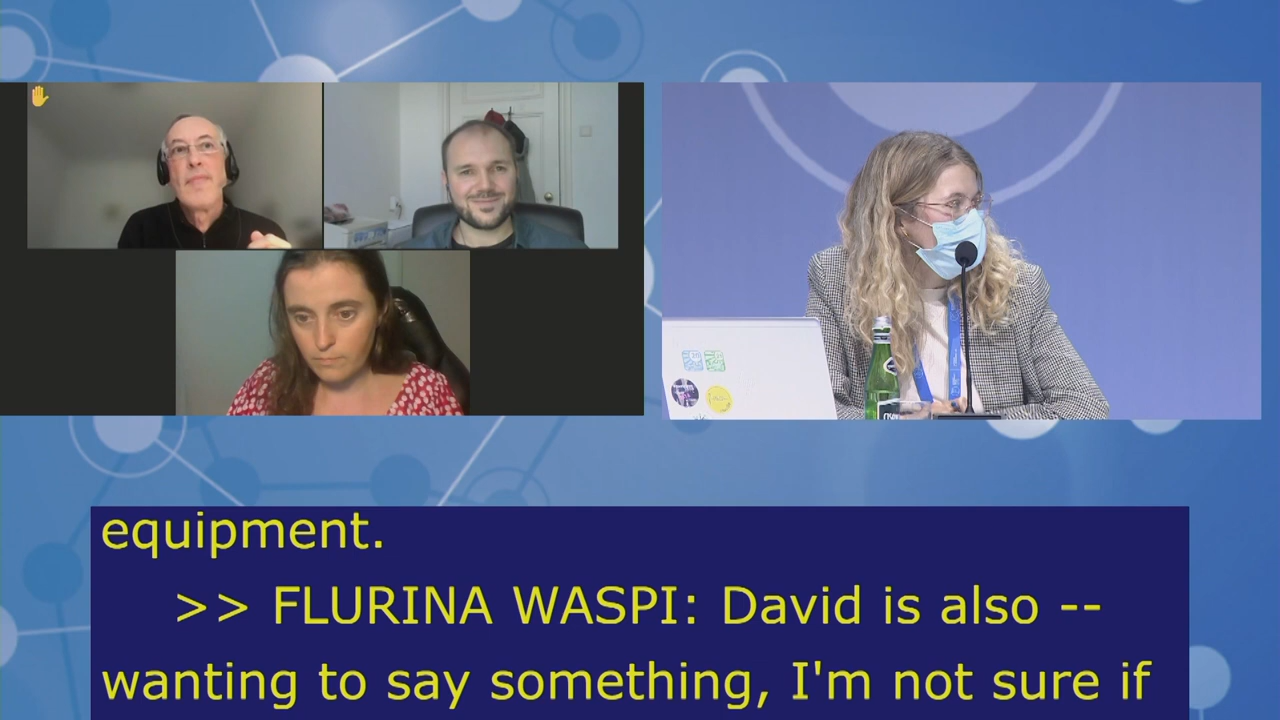 equipment.
>> FLURINA WASPI: David is also --
wanting to say something, I'm not sure if